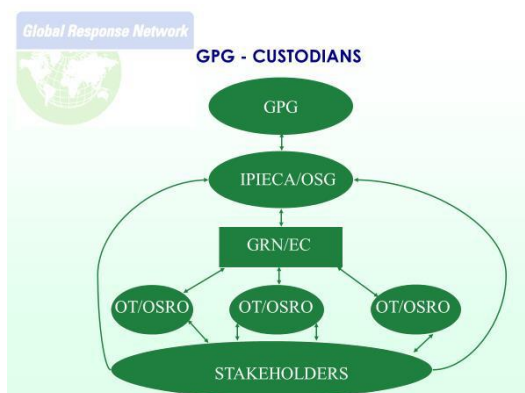 Global Response Network
GPG - CUSTODIANS
GPG
IPIECA/OSG
GRN/EC
OT/OSRO
OT/OSRO
OT/OSRO
STAKEHOLDERS